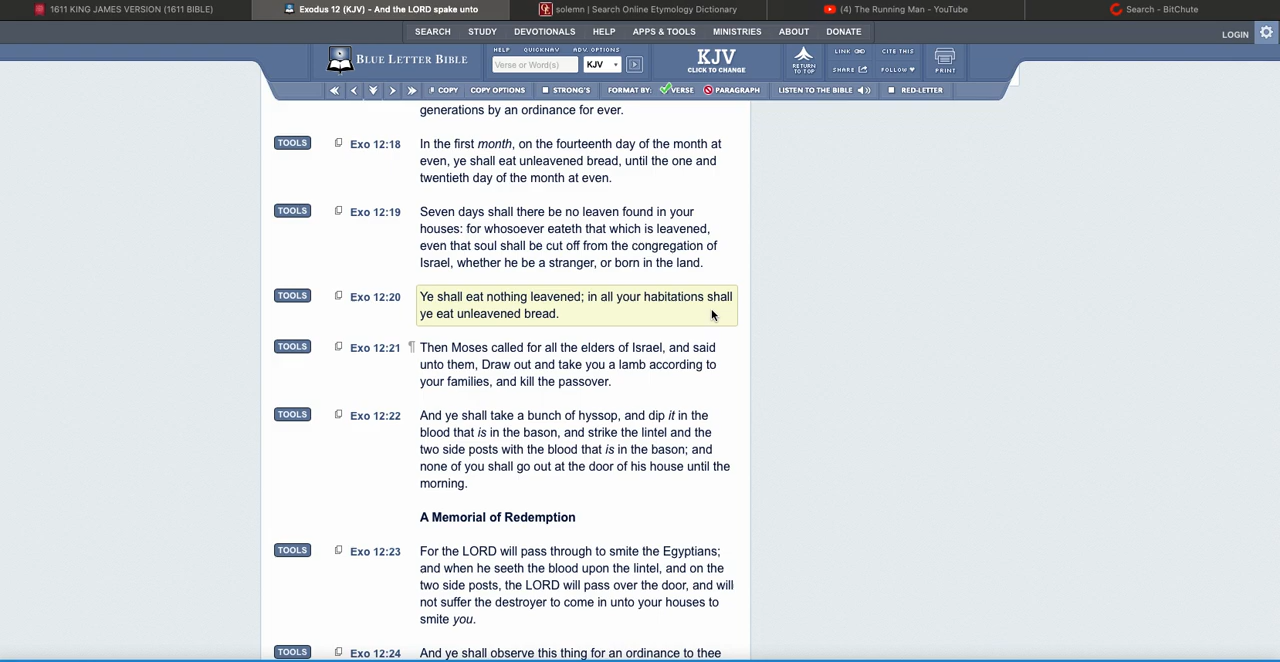 1611 KING JAMES VERSION (1611 BIBLE)
Exodus 12 (KJV) - And the LORD spake unto
solemn | Search Online Etymology Dictionary
(4) The Running Man - YouTube
Search - BitChute
SEARCH STUDY DEVOTIONALS HELP APPS & TOOLS MINISTRIES ABOUT DONATE
LOGIN
BLUE LETTER BIBLE
HELP QUICKNAV ADV. OPTIONS
Verse or Word(s) KJV
KJV
CLICK TO CHANGE
RETURN
TO TOP
LINK CITE THIS
SHARE FOLLOW
PRINT
COPY COPY OPTIONS STRONG'S FORMAT BY: VERSE PARAGRAPH LISTEN TO THE BIBLE RED-LETTER
generations by an ordinance for ever.
TOOLS Exo 12:18 In the first month, on the fourteenth day of the month at
even, ye shall eat unleavened bread, until the one and
twentieth day of the month at even.
TOOLS Exo 12:19 Seven days shall there be no leaven found in your
houses: for whosoever eateth that which is leavened,
even that soul shall be cut off from the congregation of
Israel, whether he be a stranger, or born in the land.
TOOLS Exo 12:20 Ye shall eat nothing leavened; in all your habitations shall
ye eat unleavened bread.
TOOLS Exo 12:21 ¶ Then Moses called for all the elders of Israel, and said
unto them, Draw out and take you a lamb according to
your families, and kill the passover.
TOOLS Exo 12:22 And ye shall take a bunch of hyssop, and dip it in the
blood that is in the bason, and strike the lintel and the
two side posts with the blood that is in the bason; and
none of you shall go out at the door of his house until the
morning.
A Memorial of Redemption
TOOLS Exo 12:23 For the LORD will pass through to smite the Egyptians;
and when he seeth the blood upon the lintel, and on the
two side posts, the LORD will pass over the door, and will
not suffer the destroyer to come in unto your houses to
smite you.
TOOLS Exo 12:24 And ye shall observe this thing for an ordinance to thee